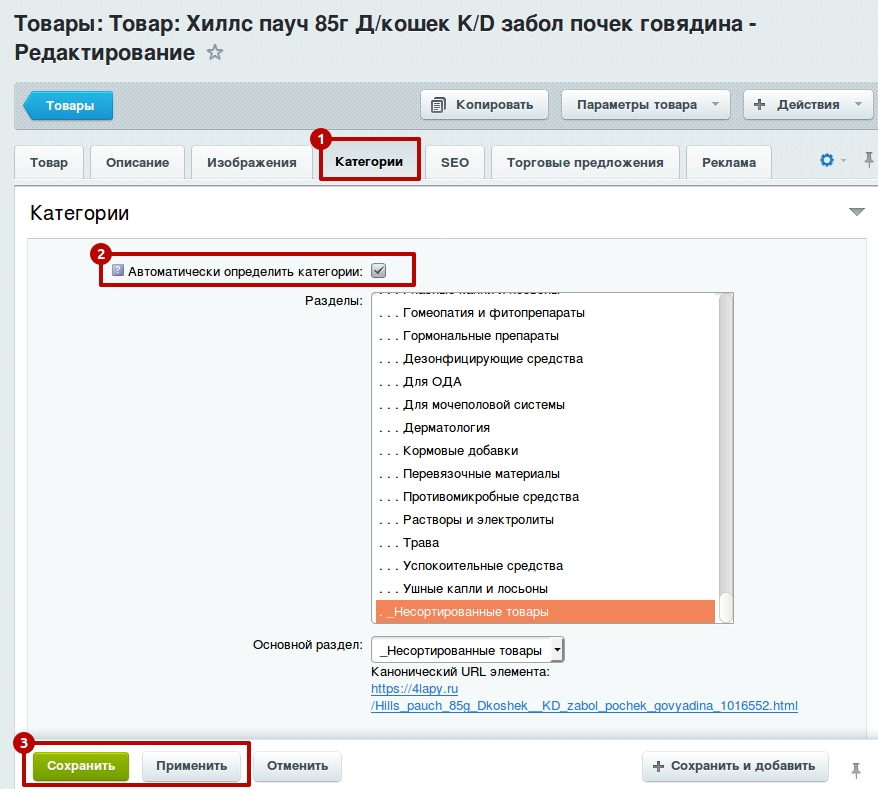 Товары: Товар: Хиллс пауч 85г Д/кошек K/D забол почек говядина -
Редактирование
Товары
Копировать
Параметры товара
Действия
1
Товар
Описание
Изображения
Категории
SEO
Торговые предложения
Реклама
Категории
2
? Автоматически определить категории:
Разделы:
. . . Гомеопатия и фитопрепараты
. . . Гормональные препараты
. . . Дезонфицирующие средства
. . . Для ОДА
. . . Для мочеполовой системы
. . . Дерматология
. . . Кормовые добавки
. . . Перевязочные материалы
. . . Противомикробные средства
. . . Растворы и электролиты
. . . Трава
. . . Успокоительные средства
. . . Ушные капли и лосьоны
. _Несортированные товары
Основной раздел:
_Несортированные товары
Канонический URL элемента:
https://4lapy.ru
/Hills_pauch_85g_Dkoshek__KD_zabol_pochek_govyadina_1016552.html
3
Сохранить
Применить
Отменить
Сохранить и добавить